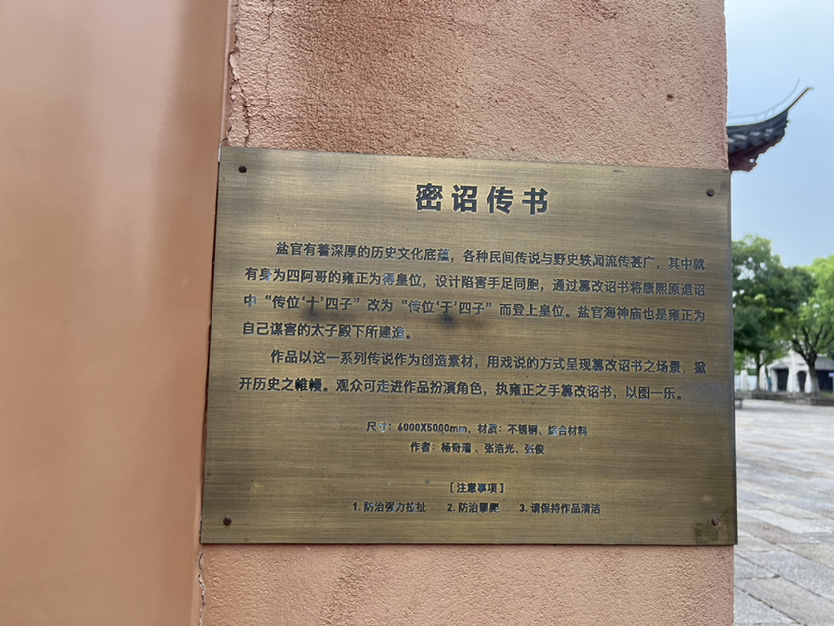 密诏传书
盐官有着深厚的历史文化底蕴，各种民间传说与野史轶闻流传甚广，其中就
有身为四阿哥的雍正为得皇位，设计陷害手足同胞，通过篡改诏书将康熙原遗诏
中“传位‘十’四子”改为“传位‘于’四子”而登上皇位。盐官海神庙也是雍正为
自己谋害的太子殿下所建造。
作品以这一系列传说作为创造素材，用戏说的方式呈现篡改诏书之场景，掀
开历史之帷幔。观众可走进作品扮演角色，执雍正之手篡改诏书，以图一乐。
尺寸：6000X5000mm，材质：不锈钢、综合材料
作者：杨奇瑞、张浩光、张俊
[注意事项]
1.防治强力拉扯 2.防治攀爬 3.请保持作品清洁